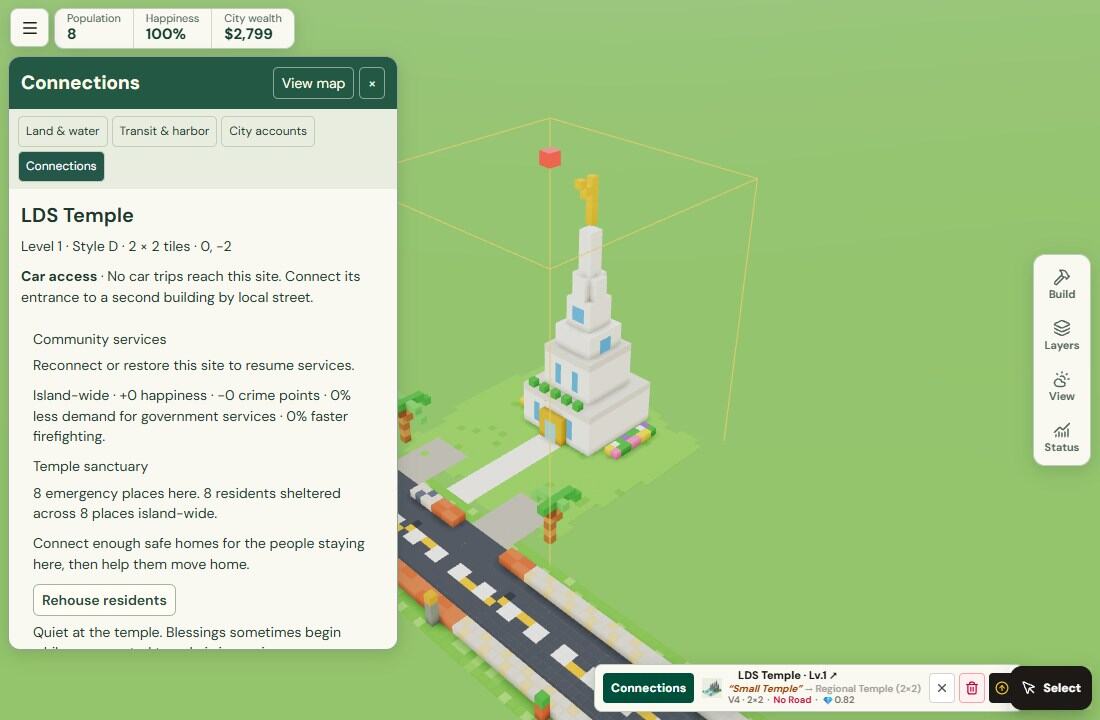 Population
8
Happiness
100%
City wealth
$2,799
Connections
View map
×
Land & water
Transit & harbor
City accounts
Connections
LDS Temple
Level 1 · Style D · 2 × 2 tiles · 0, -2
Car access · No car trips reach this site. Connect its
entrance to a second building by local street.
Community services
Reconnect or restore this site to resume services.
Island-wide · +0 happiness · -0 crime points · 0%
less demand for government services · 0% faster
firefighting.
Temple sanctuary
8 emergency places here. 8 residents sheltered
across 8 places island-wide.
Connect enough safe homes for the people staying
here, then help them move home.
Rehouse residents
Quiet at the temple. Blessings sometimes begin
Build
Layers
View
Status
Connections
LDS Temple · Lv.1 ↗
“Small Temple” → Regional Temple (2×2)
V4 · 2×2 · No Road · 💎 0.82
Select